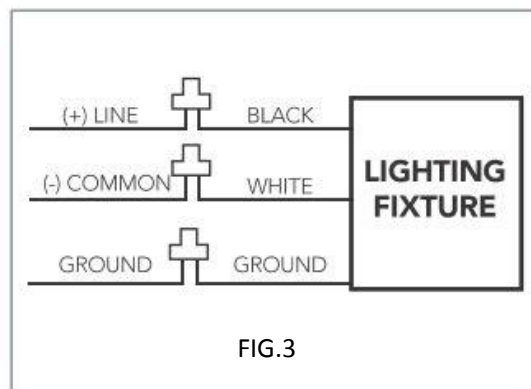 (+) LINE BLACK
(-) COMMON WHITE
LIGHTING
FIXTURE
GROUND GROUND
FIG.3